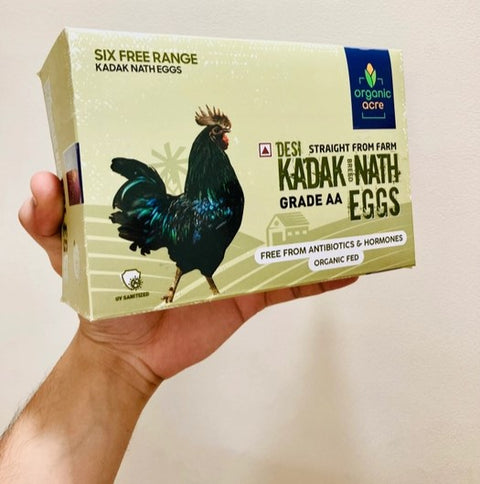 SIX FREE RANGE
KADAK NATH EGGS
organic
acre
DESI STRAIGHT FROM FARM
KADAK BREED NATH
GRADE AA EGGS
FREE FROM ANTIBIOTICS & HORMONES
ORGANIC FED
UV SANITIZED